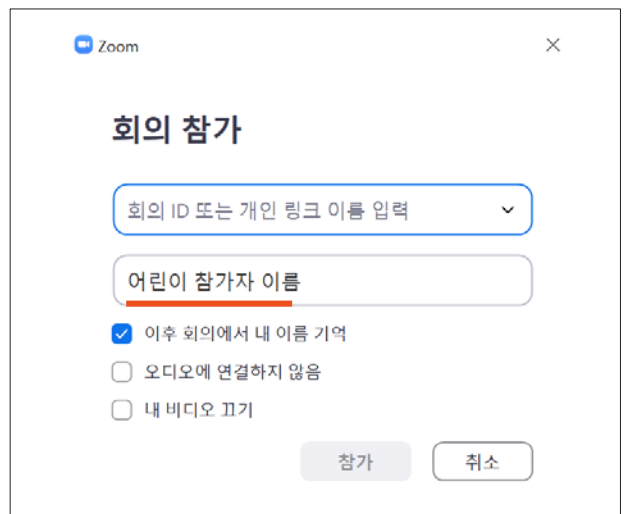 Zoom
회의 참가
회의 ID 또는 개인 링크 이름 입력
어린이 참가자 이름
이후 회의에서 내 이름 기억
오디오에 연결하지 않음
내 비디오 끄기
참가
취소